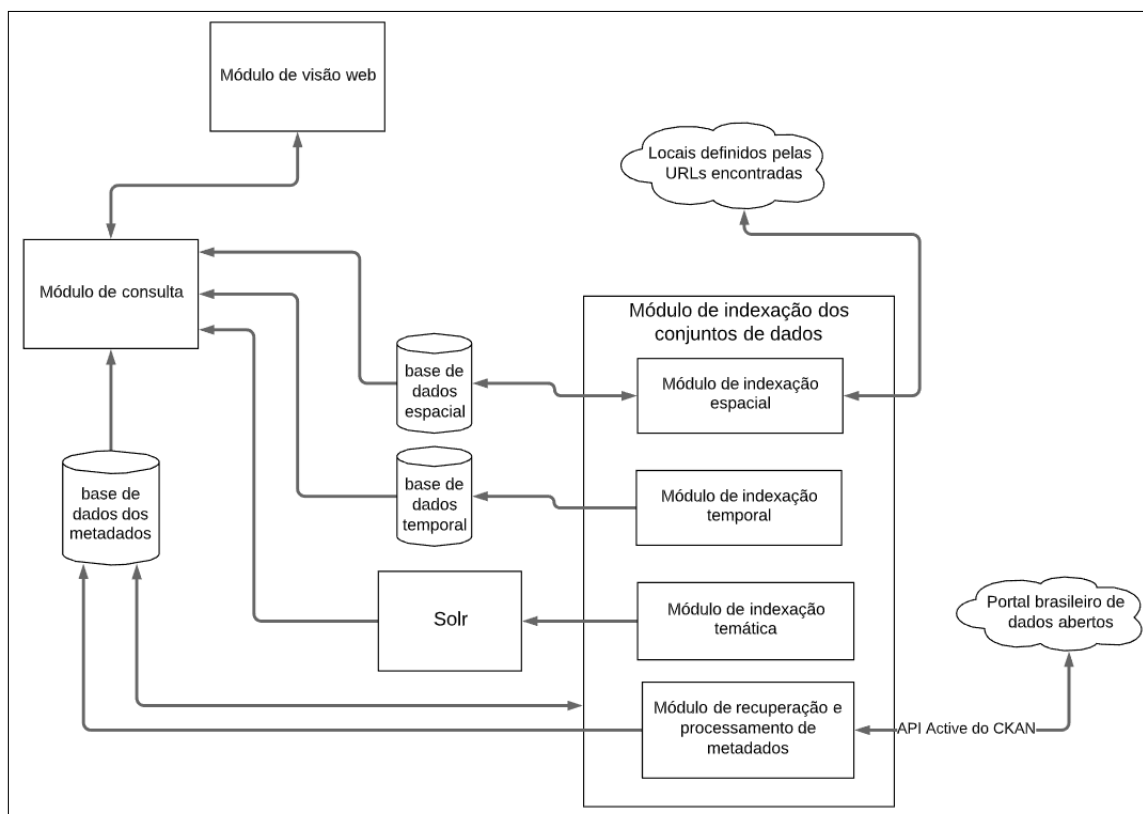 Módulo de visão web
Locais definidos pelas
URLs encontradas
Módulo de consulta
Módulo de indexação dos
conjuntos de dados
base de
dados
espacial
Módulo de indexação
espacial
base de
dados dos
metadados
base de
dados
temporal
Módulo de indexação
temporal
Solr
Módulo de indexação
temática
Portal brasileiro de
dados abertos
Módulo de recuperação e
processamento de
metadados
API Active do CKAN